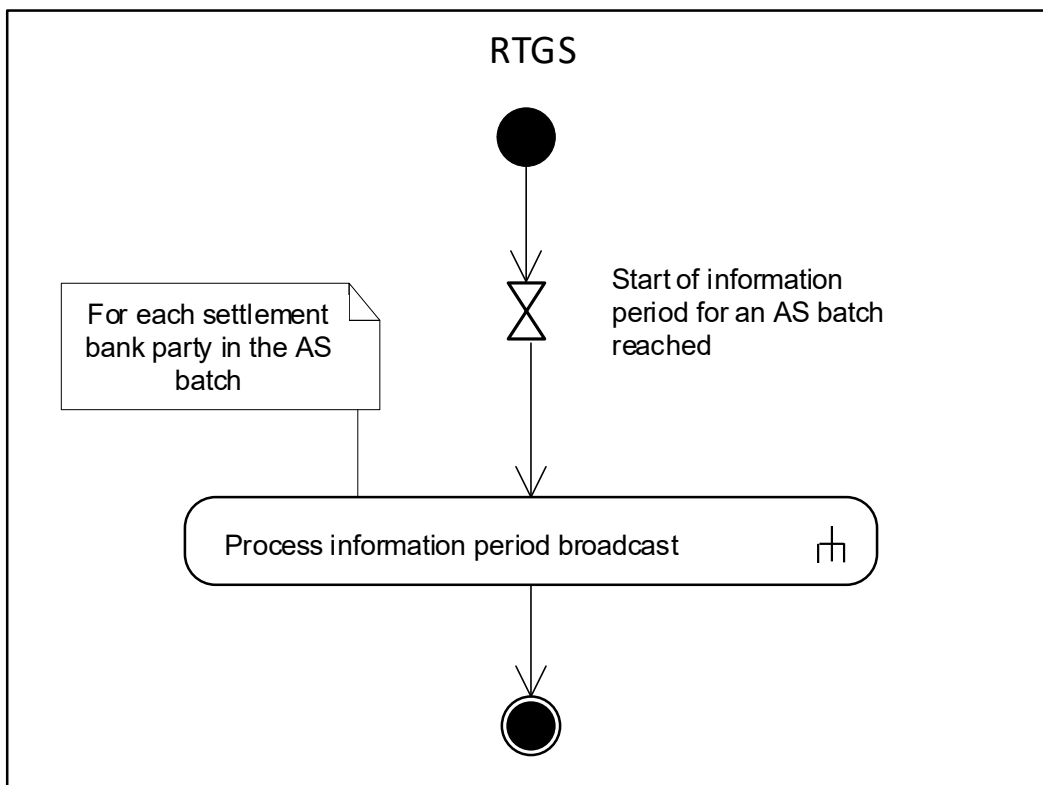 RTGS
Start of information
period for an AS batch
reached
For each settlement
bank party in the AS
batch
Process information period broadcast